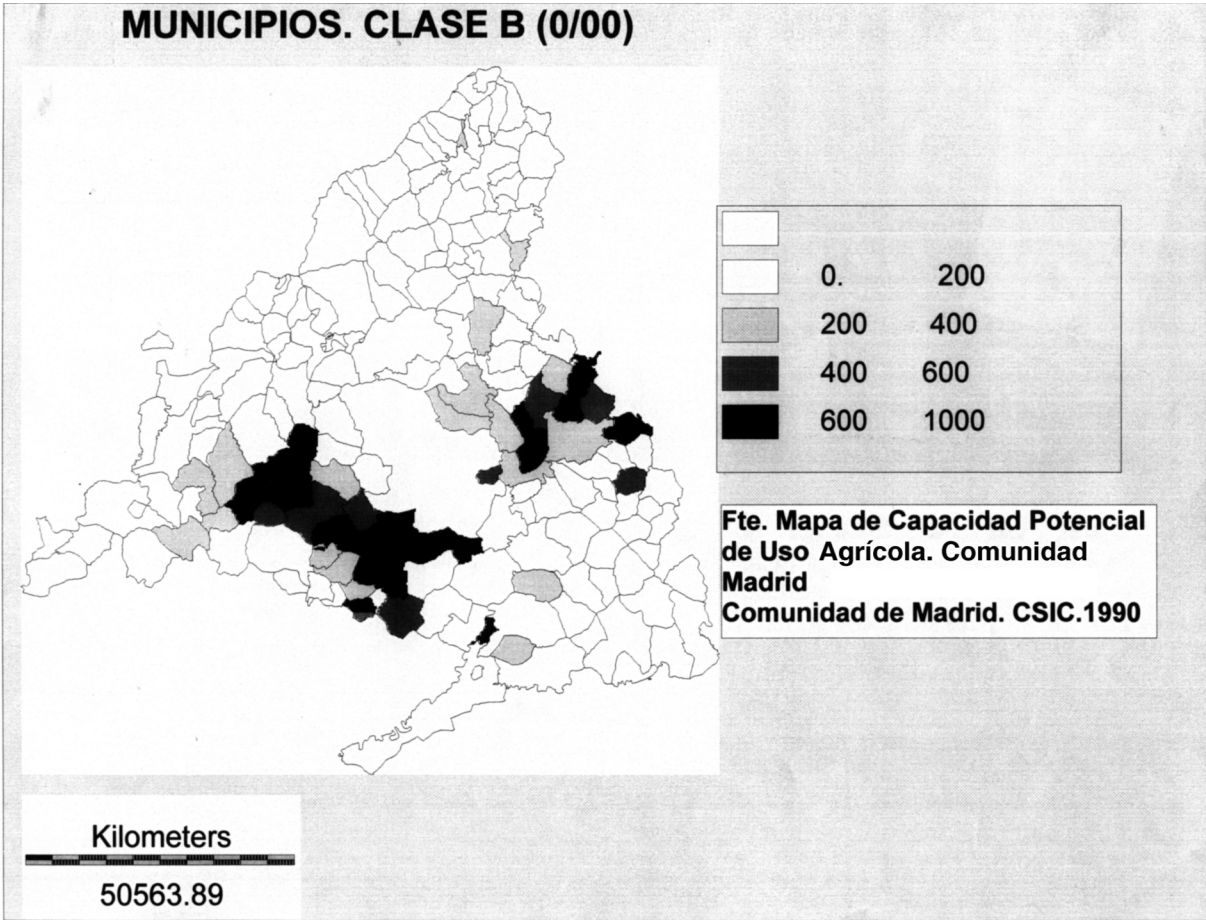 MUNICIPIOS. CLASE B (0/00)
0. 200
200 400
400 600
600 1000
Fte. Mapa de Capacidad Potencial
de Uso Agrícola. Comunidad
Madrid
Comunidad de Madrid. CSIC.1990
Kilometers
50563.89